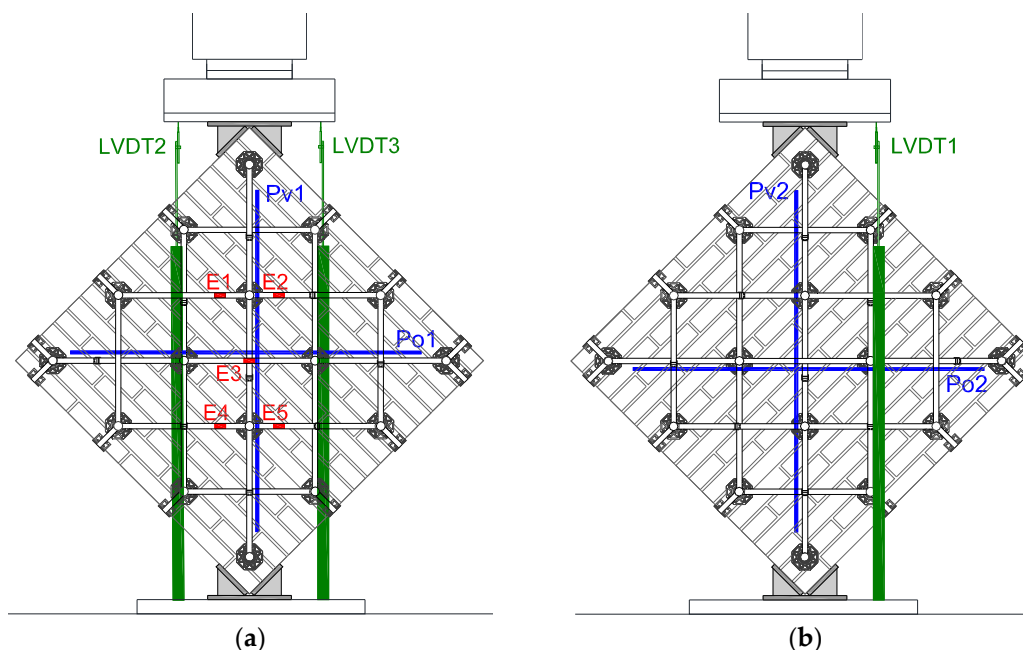 LVDT2
LVDT3
LVDT1
Pv1
Pv2
E1
E2
Po1
E3
Po2
E4
E5
(a)
(b)